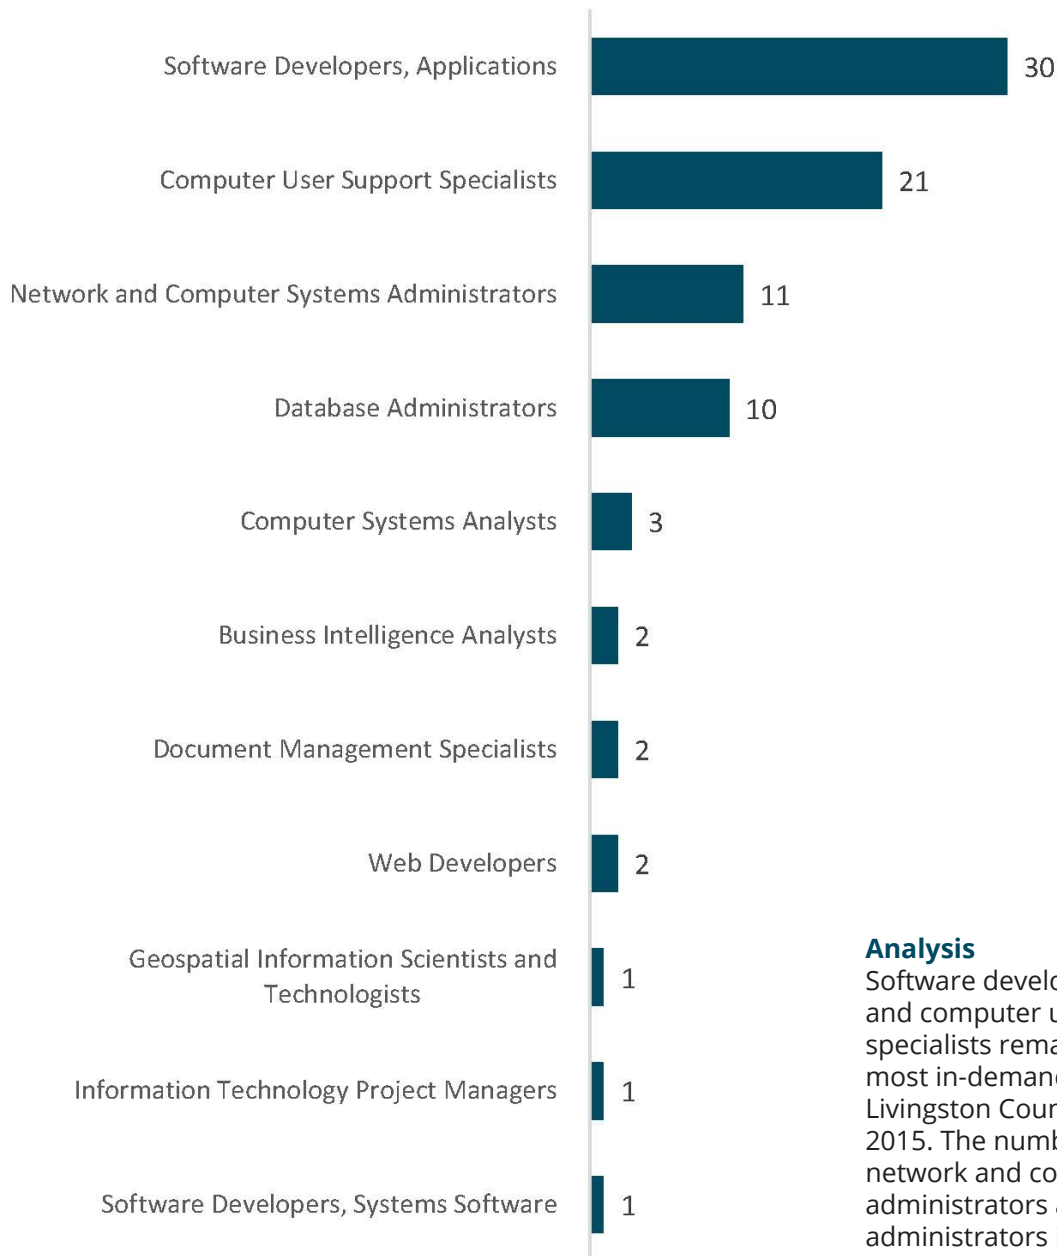 Software Developers, Applications 30
Computer User Support Specialists 21
Network and Computer Systems Administrators 11
Database Administrators 10
Computer Systems Analysts 3
Business Intelligence Analysts 2
Document Management Specialists 2
Web Developers 2
Geospatial Information Scientists and
Technologists 1
Information Technology Project Managers 1
Software Developers, Systems Software 1
Analysis
Software
and computer
specialists
most
Livingston
2015. The
network and
administrators
administrators